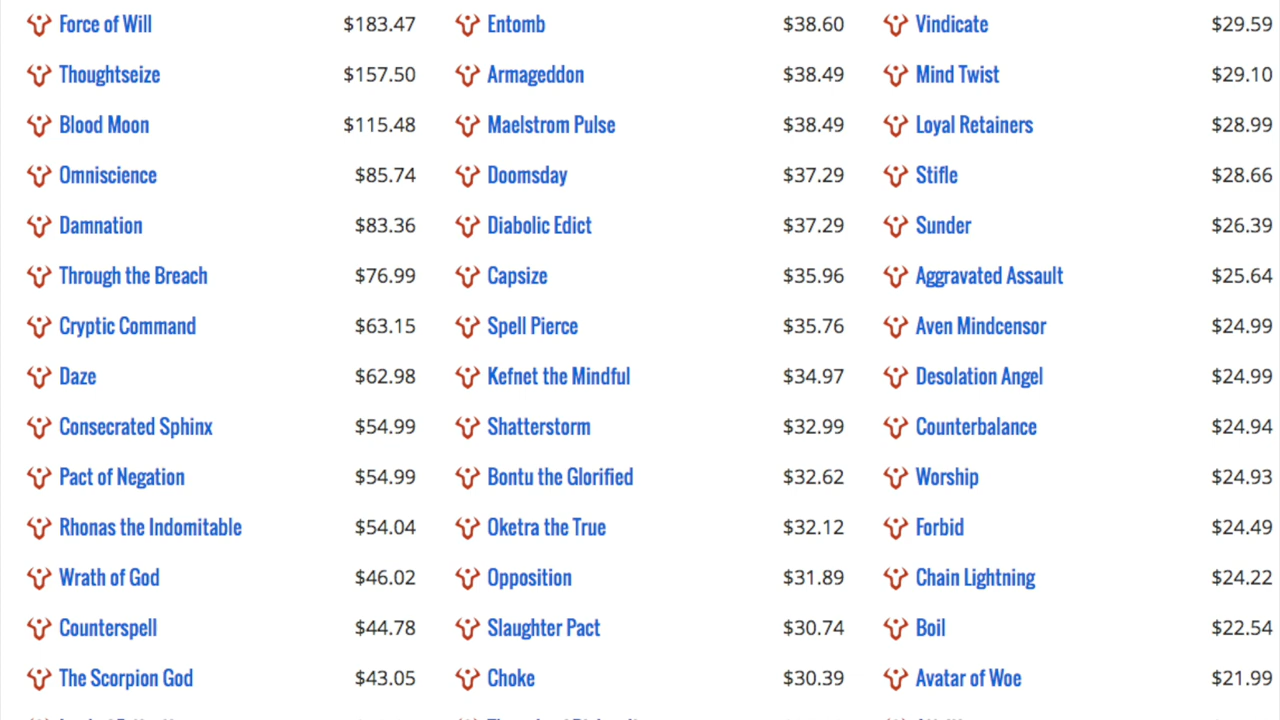 Force of Will $183.47 Entomb $38.60 Vindicate $29.59
Thoughtseize $157.50 Armageddon $38.49 Mind Twist $29.10
Blood Moon $115.48 Maelstrom Pulse $38.49 Loyal Retainers $28.99
Omniscience $85.74 Doomsday $37.29 Stifle $28.66
Damnation $83.36 Diabolic Edict $37.29 Sunder $26.39
Through the Breach $76.99 Capsize $35.96 Aggravated Assault $25.64
Cryptic Command $63.15 Spell Pierce $35.76 Aven Mindcensor $24.99
Daze $62.98 Kefnet the Mindful $34.97 Desolation Angel $24.99
Consecrated Sphinx $54.99 Shatterstorm $32.99 Counterbalance $24.94
Pact of Negation $54.99 Bontu the Glorified $32.62 Worship $24.93
Rhonas the Indomitable $54.04 Oketra the True $32.12 Forbid $24.49
Wrath of God $46.02 Opposition $31.89 Chain Lightning $24.22
Counterspell $44.78 Slaughter Pact $30.74 Boil $22.54
The Scorpion God $43.05 Choke $30.39 Avatar of Woe $21.99